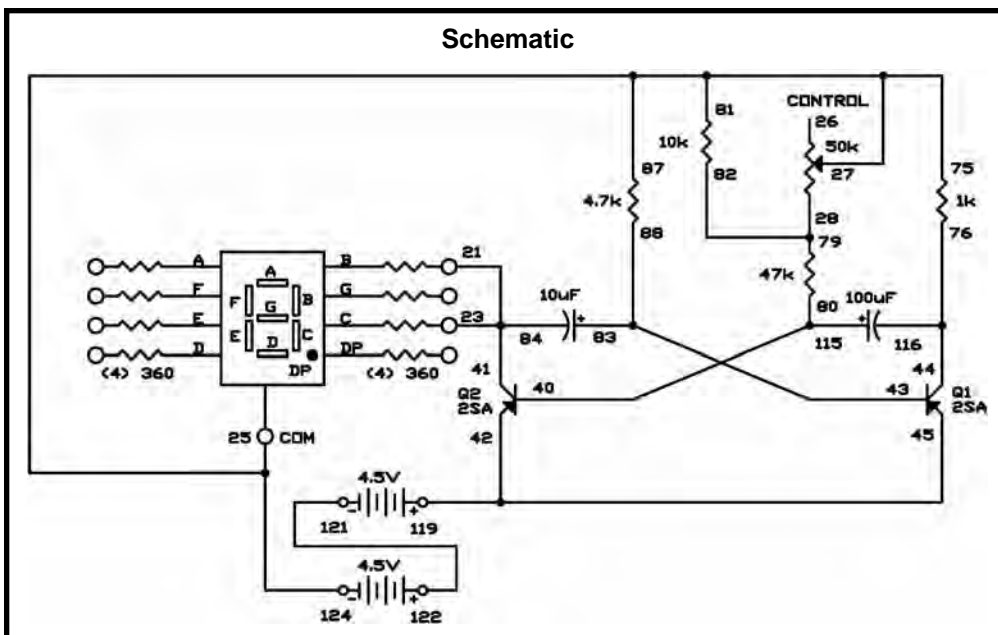 Schematic
CONTROL
26
81
50k
10k
27
82
87
75
4.7k
1k
88
28
76
79
47k
21
A
B
A
F
G
F
B
G
10uF
80
100uF
E
C
23
E
C
+
+
D
84
83
115
116
D
DP
DP
(4) 360
(4) 360
41
44
Q2
40
43
Q1
2SA
2SA
42
45
25
COM
4.5V
-
+
121
119
4.5V
-
+
124
122